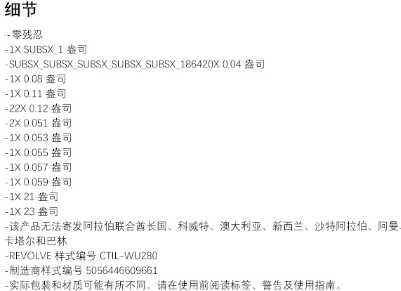 细节
-零残忍
-1X SUBSX_1 盎司
-SUBSX_SUBSX_SUBSX_SUBSX_SUBSX_186420X 0.04 盎司
-1X 0.08 盎司
-1X 0.11 盎司
-22X 0.12 盎司
-2X 0.051 盎司
-1X 0.053 盎司
-1X 0.055 盎司
-1X 0.057 盎司
-1X 0.059 盎司
-1X 21 盎司
-1X 23 盎司
-该产品无法寄发阿拉伯联合酋长国、科威特、澳大利亚、新西兰、沙特阿拉伯、阿曼、
卡塔尔和巴林
-REVOLVE 样式编号 CTIL-WU280
-制造商样式编号 5056446609661
-实际包装和材质可能有所不同。请在使用前阅读标签、警告及使用指南。